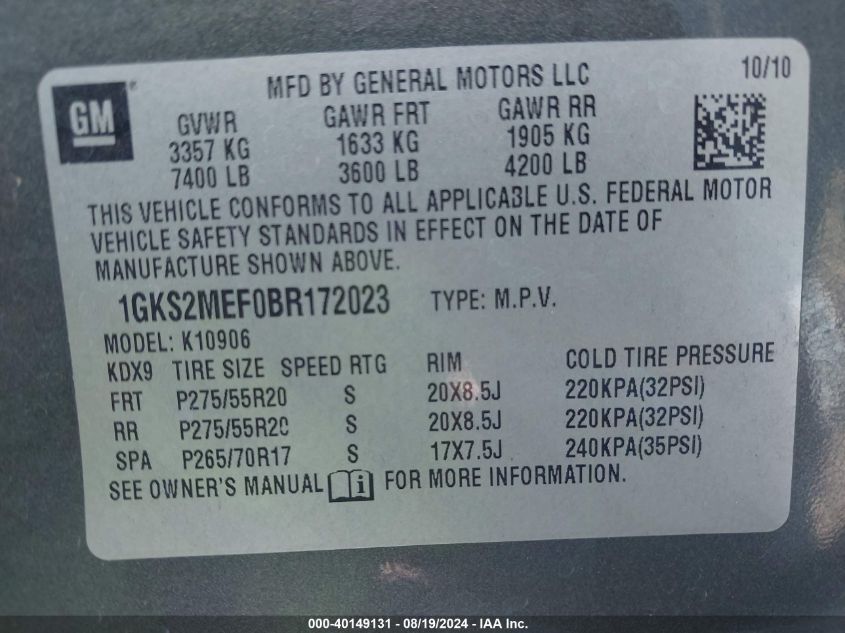 MFD BY GENERAL MOTORS LLC 10/10
GM
GVWR GAWR FRT GAWR RR
3357 KG 1633 KG 1905 KG
7400 LB 3600 LB 4200 LB
THIS VEHICLE CONFORMS TO ALL APPLICABLE U.S. FEDERAL MOTOR
VEHICLE SAFETY STANDARDS IN EFFECT ON THE DATE OF
MANUFACTURE SHOWN ABOVE.
1GKS2MEF0BR172023 TYPE: M.P.V.
MODEL: K10906
KDX9 TIRE SIZE SPEED RTG RIM COLD TIRE PRESSURE
FRT P275/55R20 S 20X8.5J 220KPA(32PSI)
RR P275/55R20 S 20X8.5J 220KPA(32PSI)
SPA P265/70R17 S 17X7.5J 240KPA(35PSI)
SEE OWNER'S MANUAL i FOR MORE INFORMATION.
000-40149131 - 08/19/2024 - IAA Inc.